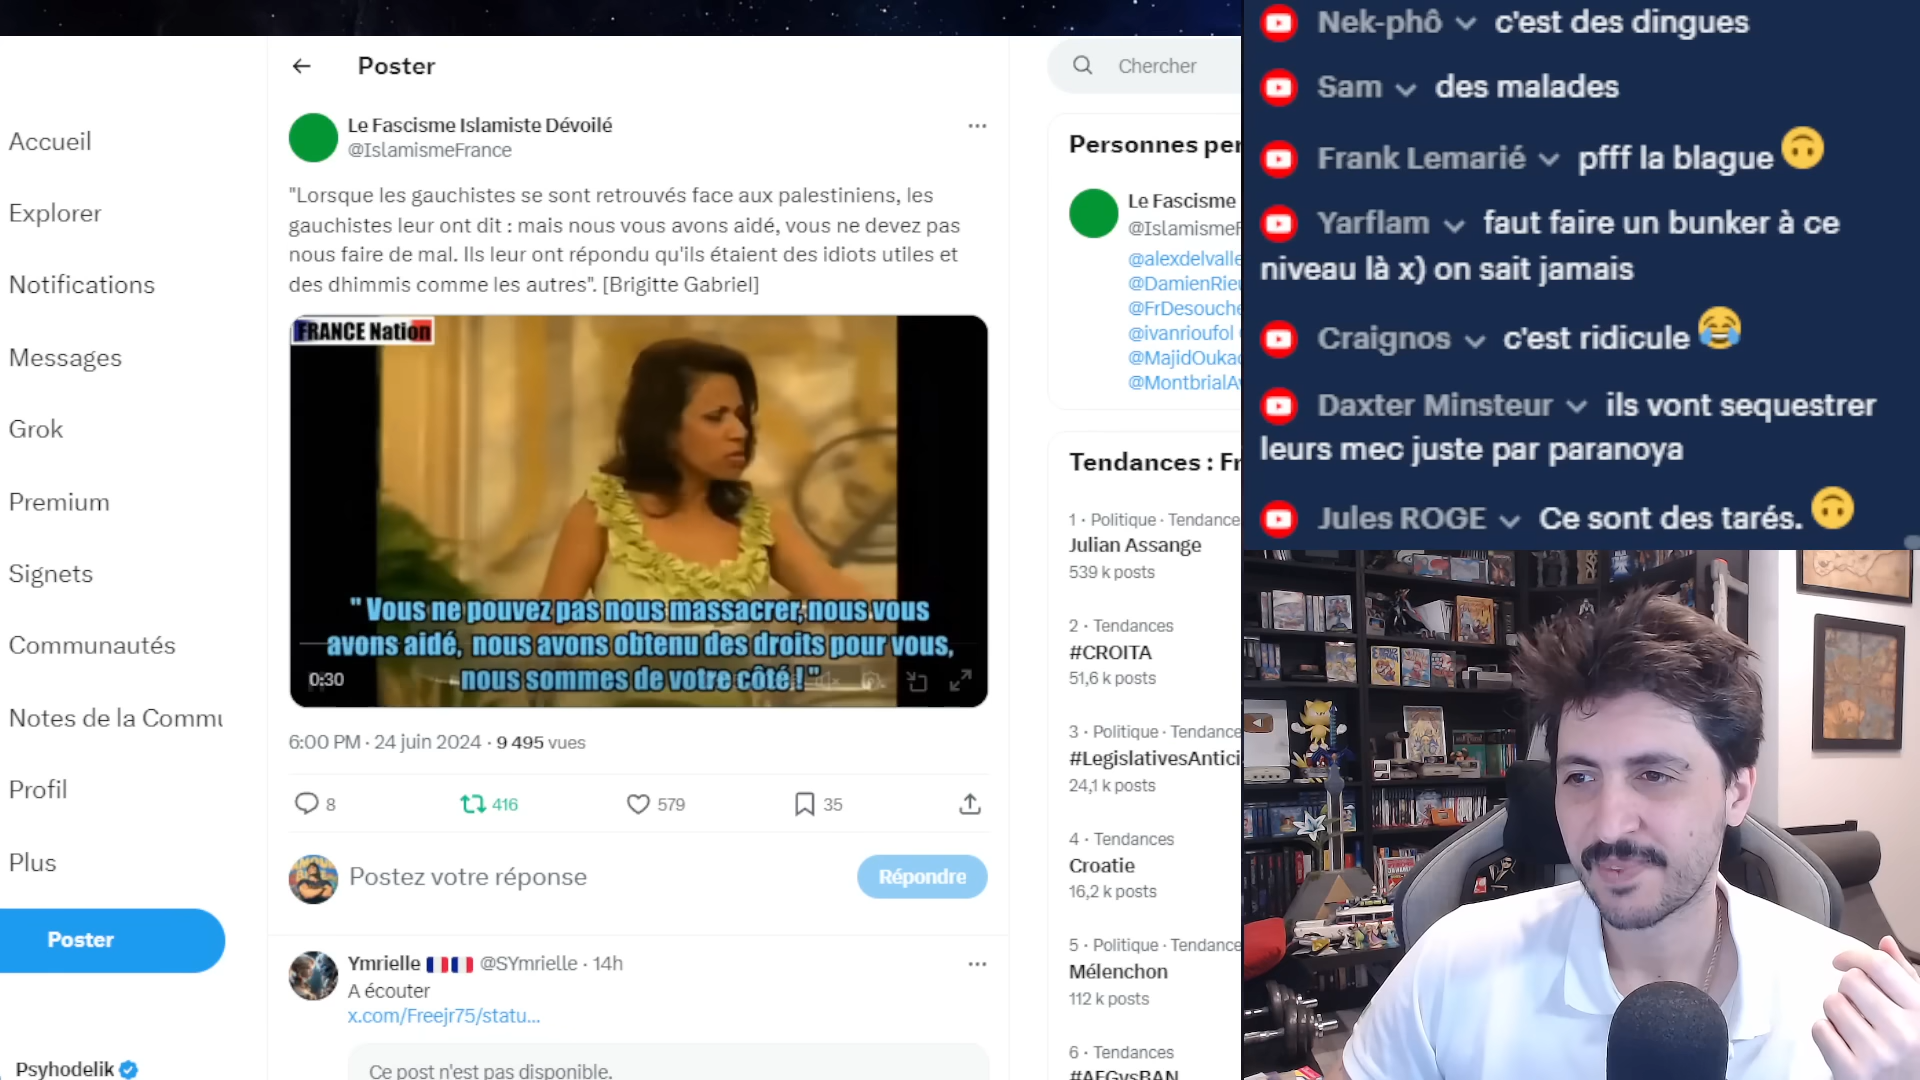 Poster
Chercher
Accueil
Explorer
Notifications
Messages
Grok
Premium
Signets
Communautés
Notes de la Commu
Profil
Plus
Poster
Psyhodelik
Le Fascisme Islamiste Dévoilé
@IslamismeFrance
"Lorsque les gauchistes se sont retrouvés face aux palestiniens, les
gauchistes leur ont dit : mais nous vous avons aidé, vous ne devez pas
nous faire de mal. Ils leur ont répondu qu'ils étaient des idiots utiles et
des dhimmis comme les autres". [Brigitte Gabriel]
FRANCE Nation
" Vous ne pouvez pas nous massacrer, nous vous
avons aidé, nous avons obtenu des droits pour vous,
nous sommes de votre côté !"
0:30
6:00 PM · 24 juin 2024 · 9 495 vues
8 416 579 35
Postez votre réponse
Répondre
Ymrielle @SYmrielle · 14h
A écouter
x.com/Freejr75/statu...
Ce post n'est pas disponible.
Personnes per
Le Fascisme
@IslamismeF
@alexdelvalle
@DamienRieu
@FrDesouche
@ivanrioufol
@MajidOukac
@MontbrialAv
Tendances : Fr
1 · Politique · Tendance
Julian Assange
539 k posts
2 · Tendances
#CROITA
51,6 k posts
3 · Politique · Tendance
#LegislativesAntici
24,1 k posts
4 · Tendances
Croatie
16,2 k posts
5 · Politique · Tendance
Mélenchon
112 k posts
6 · Tendances
#AFGvsBAN
Nek-phô c'est des dingues
Sam des malades
Frank Lemarié pfff la blague
Yarflam faut faire un bunker à ce
niveau là x) on sait jamais
Craignos c'est ridicule
Daxter Minsteur ils vont sequestrer
leurs mec juste par paranoya
Jules ROGE Ce sont des tarés.